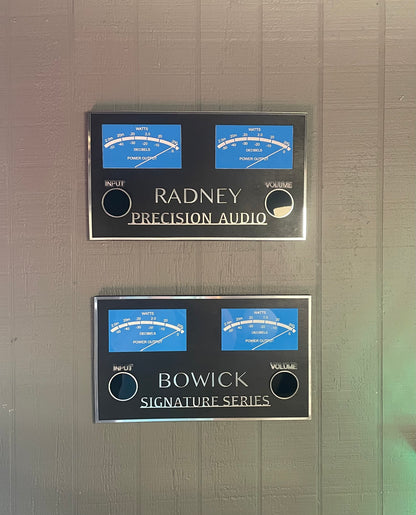 WATTS
WATTS
DECIBELS
DECIBELS
POWER OUTPUT
POWER OUTPUT
INPUT
VOLUME
RADNEY
PRECISION AUDIO
WATTS
WATTS
DECIBELS
DECIBELS
POWER OUTPUT
POWER OUTPUT
INPUT
VOLUME
BOWICK
SIGNATURE SERIES